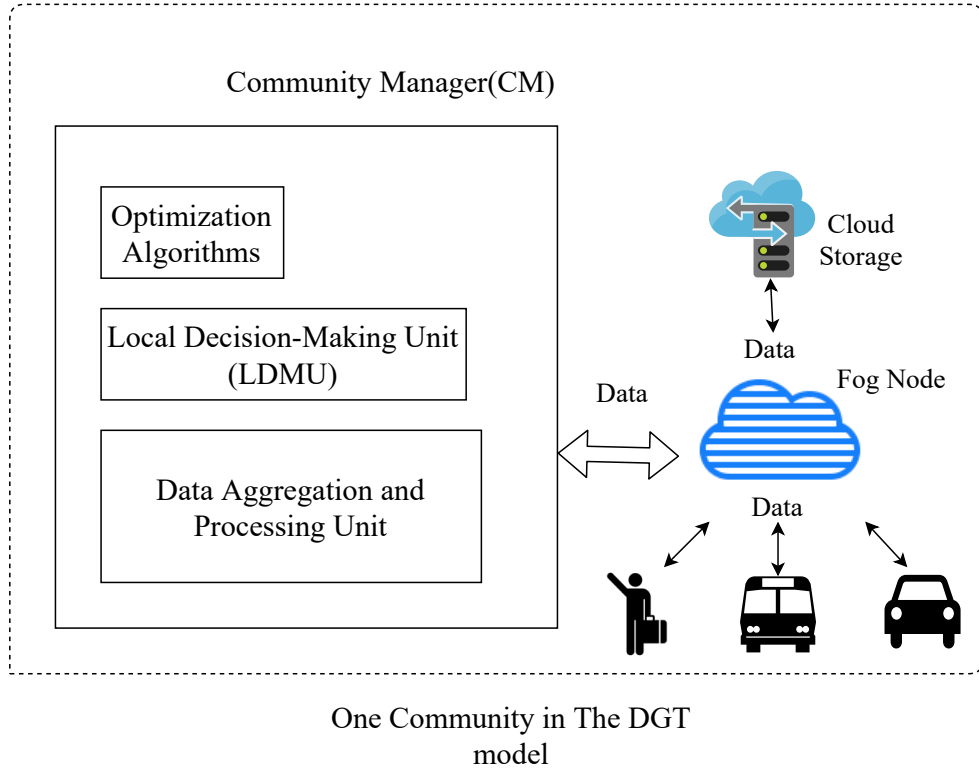 Community Manager(CM)
Optimization
Algorithms
Local Decision-Making Unit
(LDMU)
Data Aggregation and
Processing Unit
Data
Cloud
Storage
Data
Fog Node
Data
One Community in The DGT
model